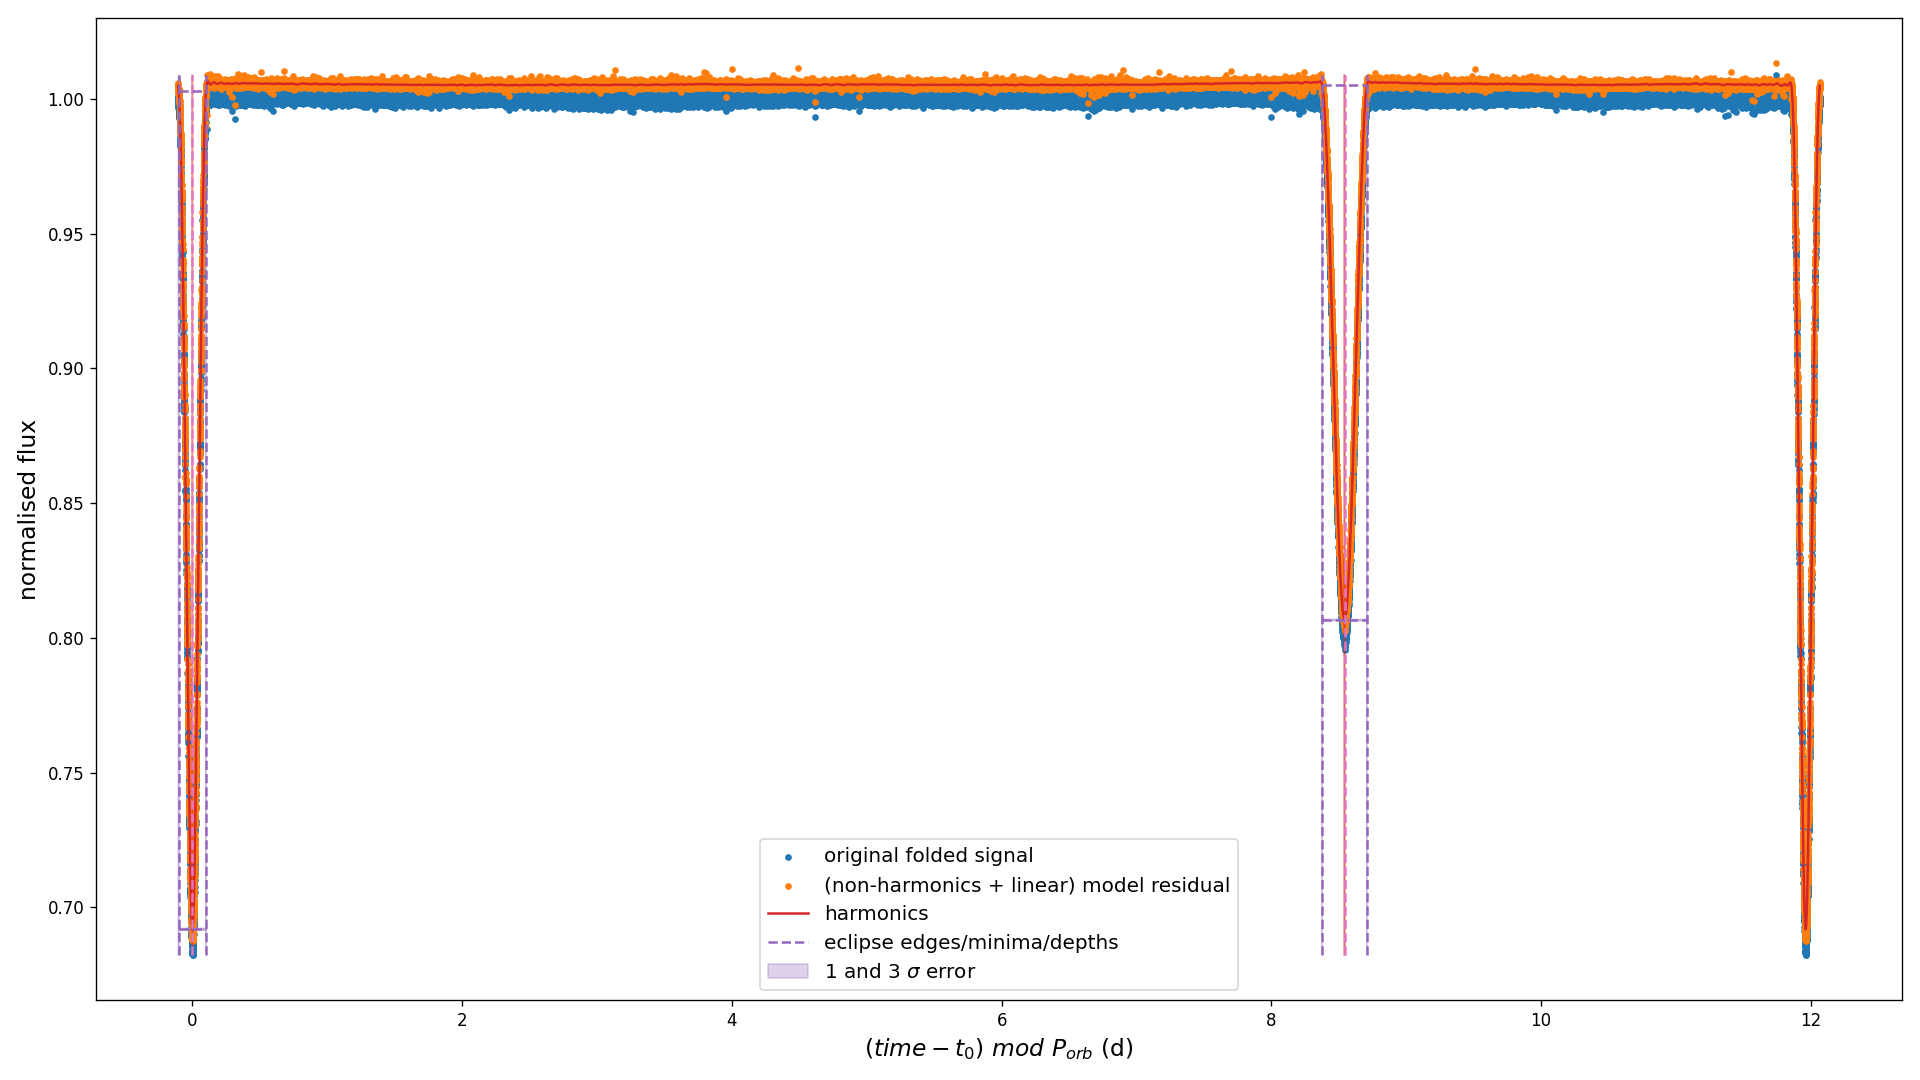 normalised flux
1.00
0.95
0.90
0.85
0.80
0.75
0.70
original folded signal
(non-harmonics + linear) model residual
harmonics
eclipse edges/minima/depths
1 and 3 σ error
0 2 4 6 8 10 12
(time − t₀) mod Pₒᵣb (d)